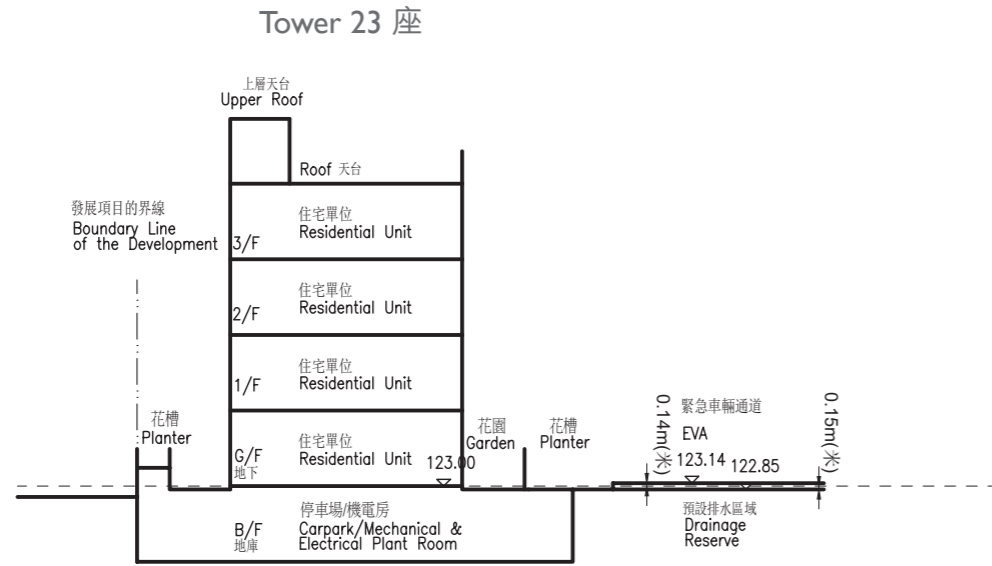 Tower 23 座
上層天台
Upper Roof
Roof 天台
發展項目的界線
Boundary Line
of the Development
3/F
住宅單位
Residential Unit
2/F
住宅單位
Residential Unit
1/F
住宅單位
Residential Unit
花槽
Planter
G/F
地下
住宅單位
Residential Unit
123.00
花園
Garden
花槽
Planter
0.14m(米)
緊急車輛通道
EVA
123.14
122.85
0.15m(米)
B/F
地庫
停車場/機電房
Carpark/Mechanical &
Electrical Plant Room
預設排水區域
Drainage
Reserve